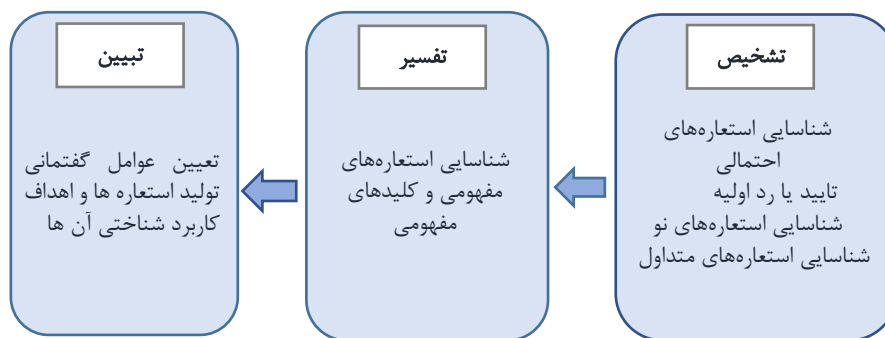 تشخیص
شناسایی استعاره‌های
احتمالی
تایید یا رد اولیه
شناسایی استعاره‌های نو
شناسایی استعاره‌های متداول
تفسیر
شناسایی استعاره‌های
مفهومی و کلیدهای
مفهومی
تبیین
تعیین عوامل گفتمانی
تولید استعاره ها و اهداف
کاربرد شناختی آن ها